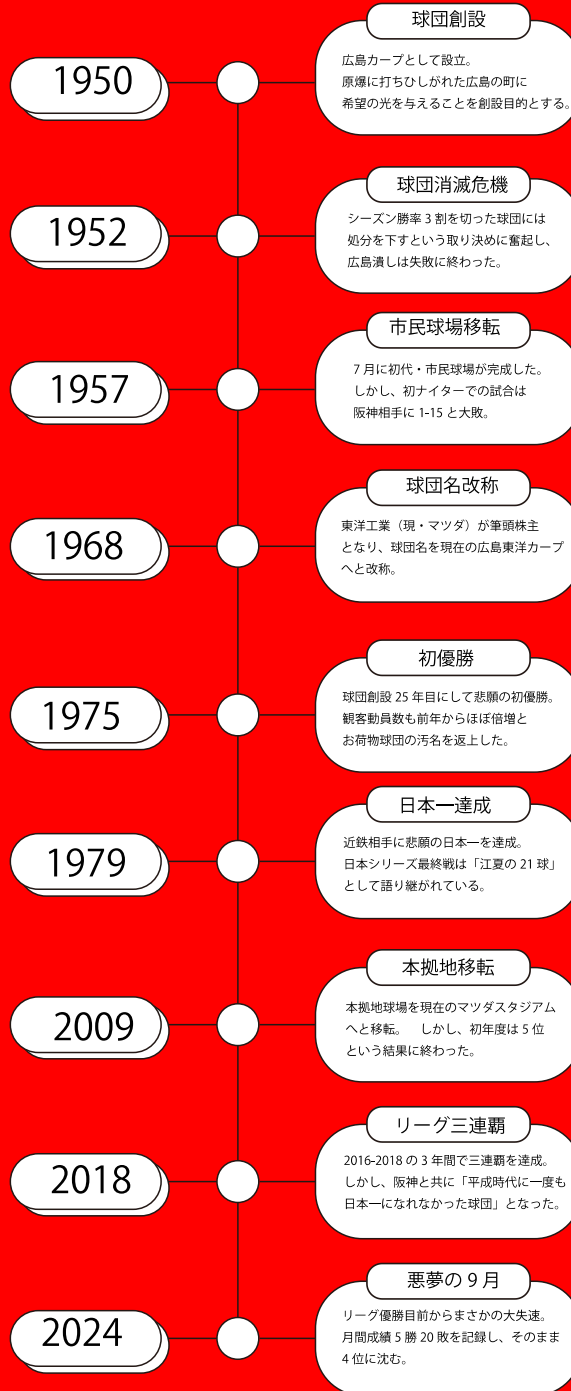 1950
球団創設
広島カープとして設立。
原爆に打ちひしがれた広島の町に
希望の光を与えることを創設目的とする。
1952
球団消滅危機
シーズン勝率 3 割を切った球団には
処分を下すという取り決めに奮起し、
広島潰しは失敗に終わった。
1957
市民球場移転
7 月に初代・市民球場が完成した。
しかし、初ナイターでの試合は
阪神相手に 1-15 と大敗。
1968
球団名改称
東洋工業（現・マツダ）が筆頭株主
となり、球団名を現在の広島東洋カープ
へと改称。
1975
初優勝
球団創設 25 年目にして悲願の初優勝。
観客動員数も前年からほぼ倍増と
お荷物球団の汚名を返上した。
1979
日本一達成
近鉄相手に悲願の日本一を達成。
日本シリーズ最終戦は「江夏の 21 球」
として語り継がれている。
2009
本拠地移転
本拠地球場を現在のマツダスタジアム
へと移転。　しかし、初年度は 5 位
という結果に終わった。
2018
リーグ三連覇
2016-2018 の 3 年間で三連覇を達成。
しかし、阪神と共に「平成時代に一度も
日本一になれなかった球団」となった。
2024
悪夢の 9 月
リーグ優勝目前からまさかの大失速。
月間成績 5 勝 20 敗を記録し、そのまま
4 位に沈む。